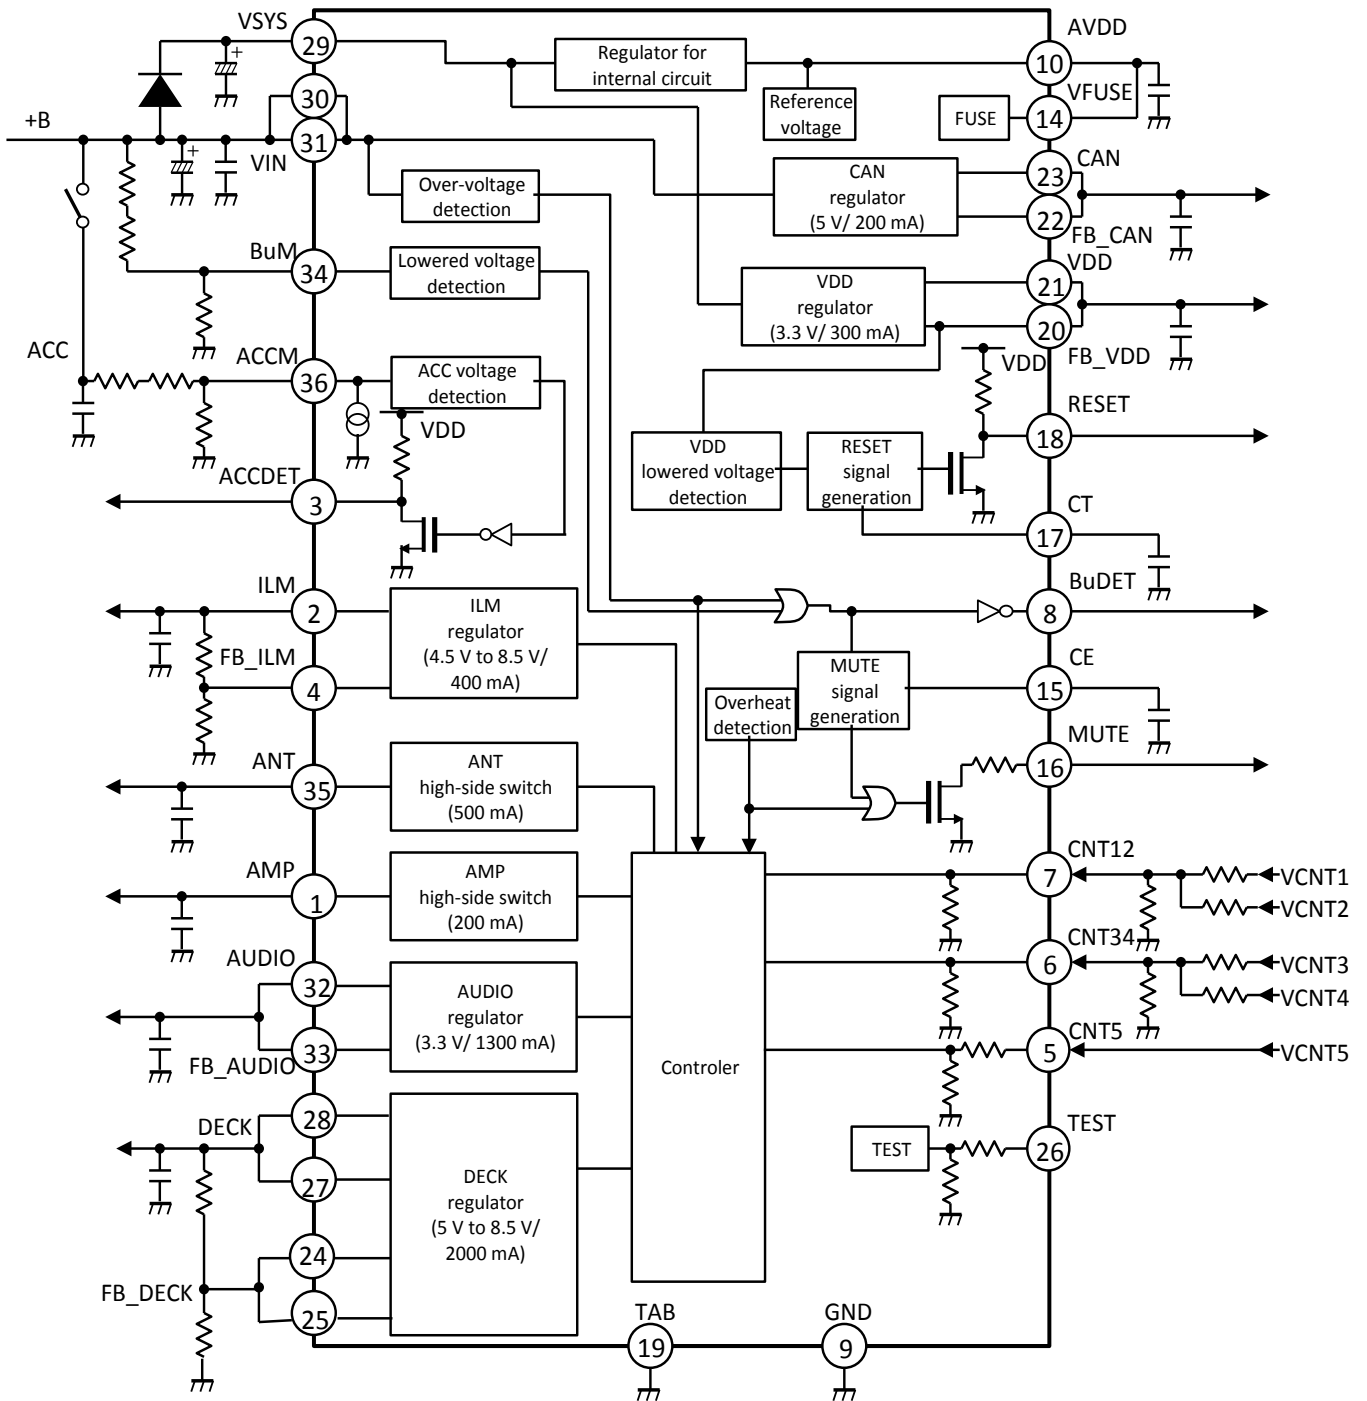 VSYS
29
Regulator for
internal circuit
AVDD
10
30
Reference
voltage
VFUSE
FUSE
14
+B
31
VIN
CAN
23
Over-voltage
detection
CAN
regulator
(5 V/ 200 mA)
22
FB_CAN
BuM
34
Lowered voltage
detection
VDD
21
VDD
regulator
(3.3 V/ 300 mA)
20
FB_VDD
VDD
ACC
ACCM
36
ACC voltage
detection
VDD
RESET
18
VDD
lowered voltage
detection
RESET
signal
generation
ACCDET
3
CT
17
BuDET
8
ILM
2
ILM
regulator
(4.5 V to 8.5 V/
400 mA)
FB_ILM
4
MUTE
signal
generation
CE
15
Overheat
detection
MUTE
16
ANT
35
ANT
high-side switch
(500 mA)
AMP
1
AMP
high-side switch
(200 mA)
CNT12
7
VCNT1
VCNT2
CNT34
6
VCNT3
VCNT4
AUDIO
32
AUDIO
regulator
(3.3 V/ 1300 mA)
33
FB_AUDIO
CNT5
5
VCNT5
Controler
DECK
28
27
DECK
regulator
(5 V to 8.5 V/
2000 mA)
24
FB_DECK
25
TEST
TEST
26
TAB
19
GND
9